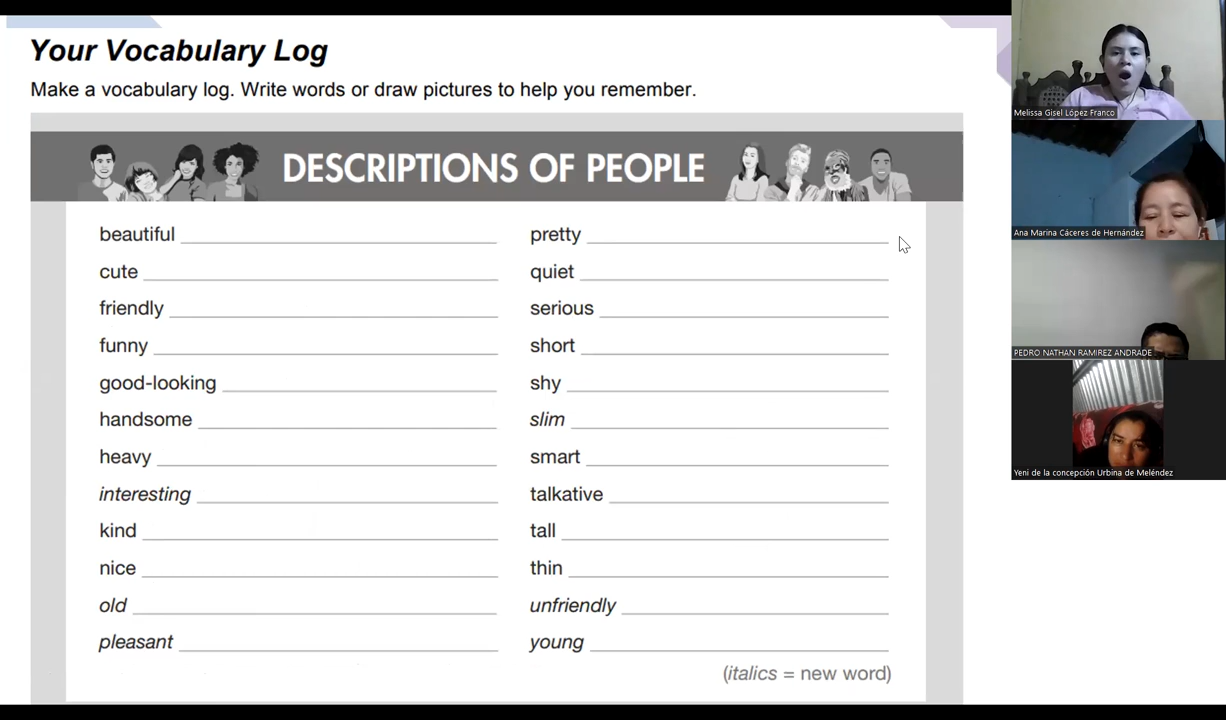 Your Vocabulary Log
Make a vocabulary log. Write words or draw pictures to help you remember.
DESCRIPTIONS OF PEOPLE
beautiful
cute
friendly
funny
good-looking
handsome
heavy
interesting
kind
nice
old
pleasant
pretty
quiet
serious
short
shy
slim
smart
talkative
tall
thin
unfriendly
young
(italics = new word)
Melissa Gisel López Franco
Ana Marina Cáceres de Hernández
PEDRO NATHAN RAMIREZ ANDRADE
Yeni de la concepción Urbina de Meléndez